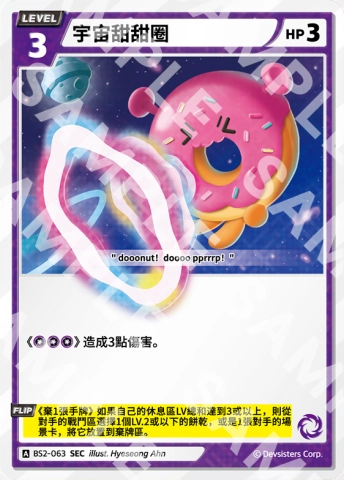 LEVEL
3
宇宙甜甜圈
HP 3
"dooonut! doooo pprrrp!"
造成3點傷害。
FLIP
《棄1張手牌》如果自己的休息區LV總和達到3或以上，則從
對手的戰鬥區選擇1個LV.2或以下的餅乾，或是1張對手的場
景卡，將它放置到棄牌區。
A BS2-063 SEC illust. Hyeseong Ahn
© Devsisters Corp.
SAMPLE